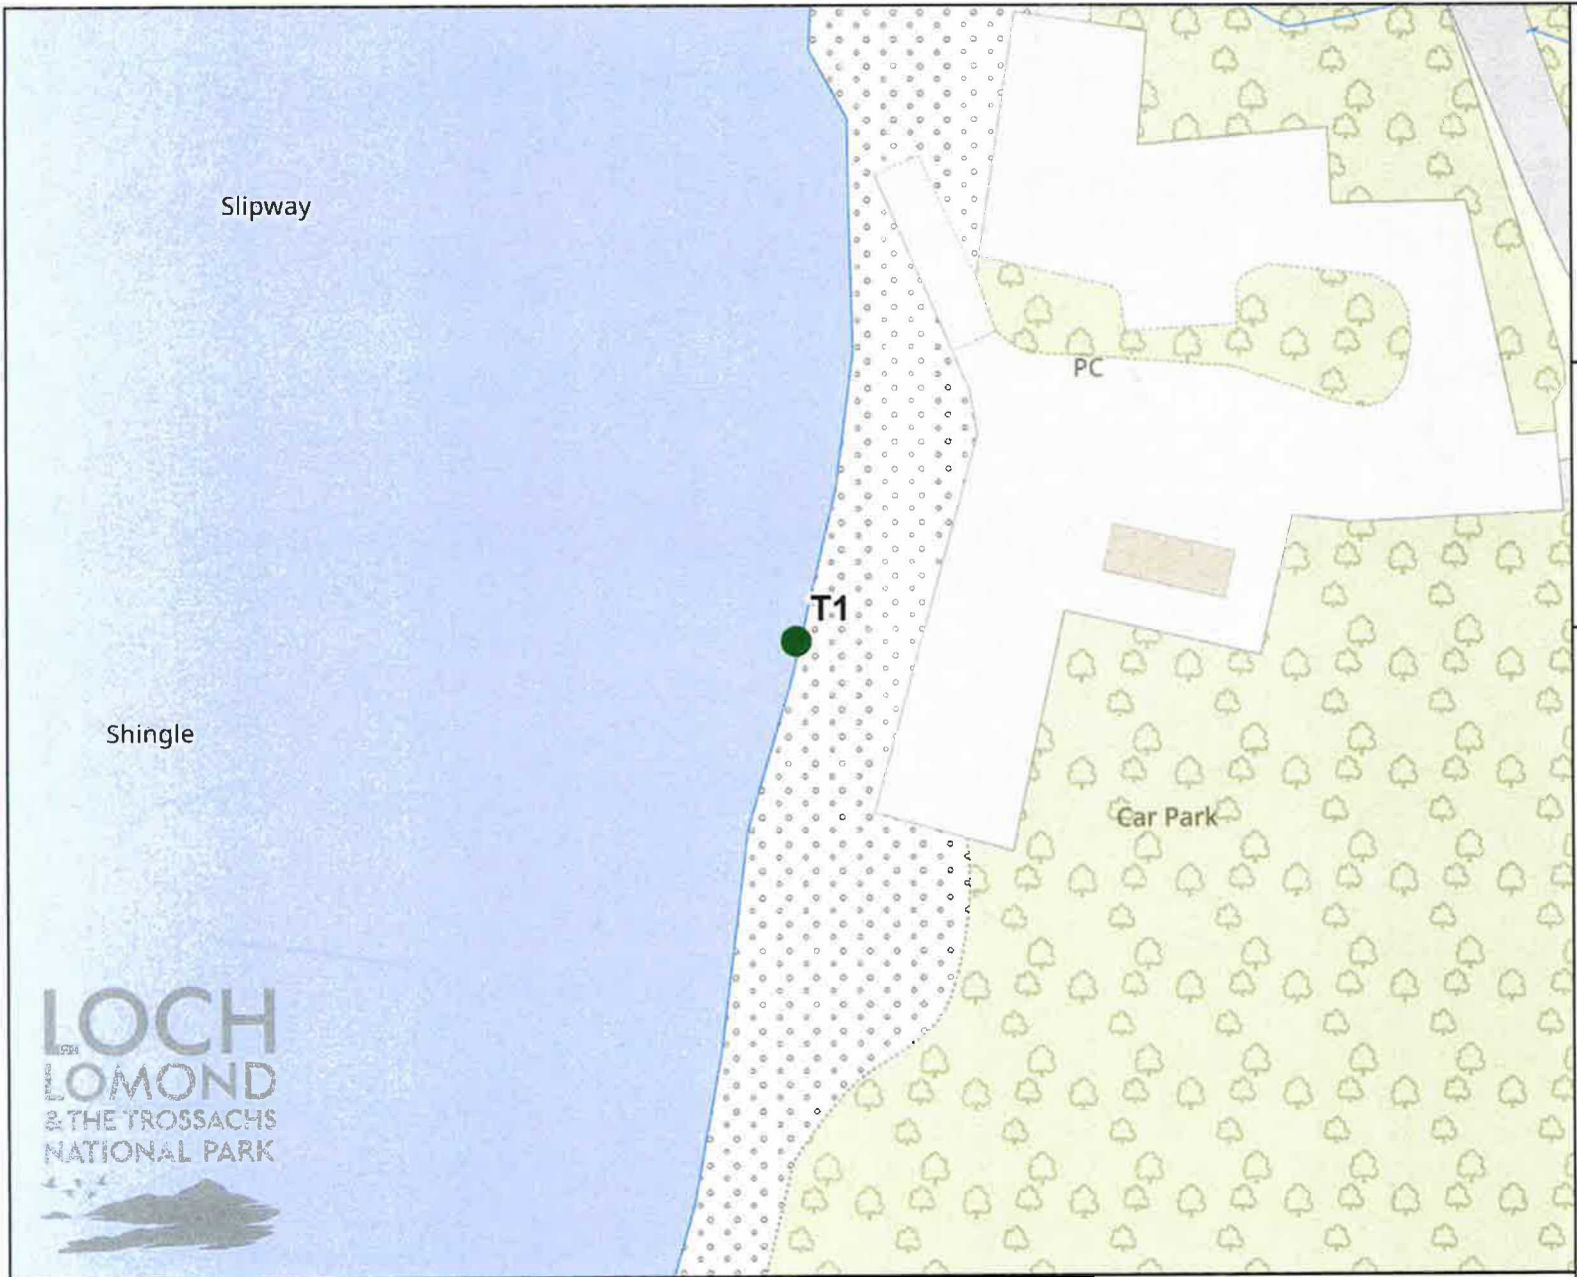 Slipway
PC
T1
Shingle
Car Park
LOCH
LOMOND
& THE TROSSACHS
NATIONAL PARK